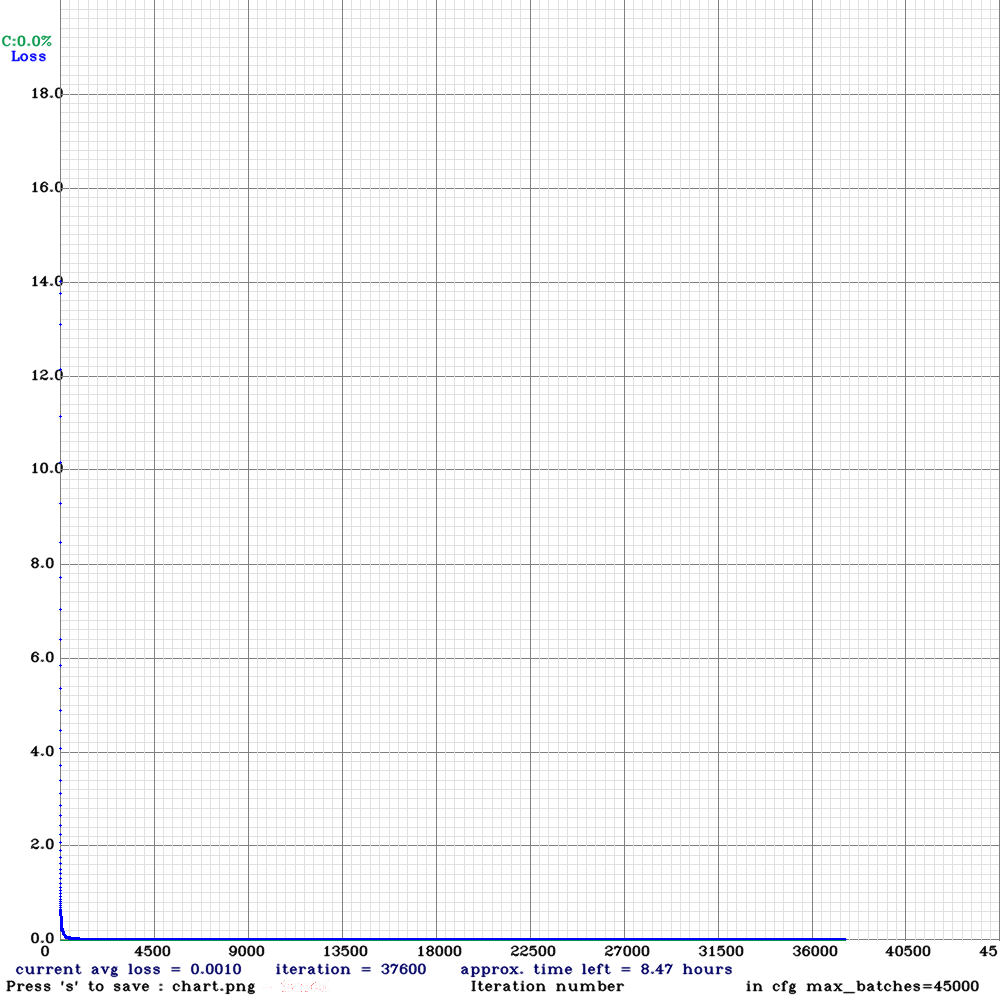 C:0.0%
Loss
18.0
16.0
14.0
12.0
10.0
8.0
6.0
4.0
2.0
0.0
0 4500 9000 13500 18000 22500 27000 31500 36000 40500 45
current avg loss = 0.0010 iteration = 37600 approx. time left = 8.47 hours
Press 's' to save : chart.png Iteration number in cfg max_batches=45000